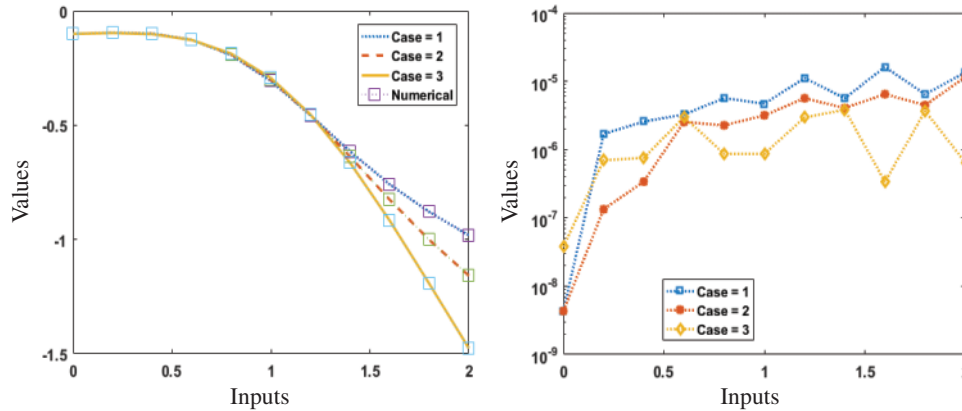 0
-0.5
-1
-1.5
0
0.5
1
1.5
2
Values
Inputs
Case = 1
Case = 2
Case = 3
Numerical
10-4
10-5
10-6
10-7
10-8
10-9
0
0.5
1
1.5
Values
Inputs
Case = 1
Case = 2
Case = 3